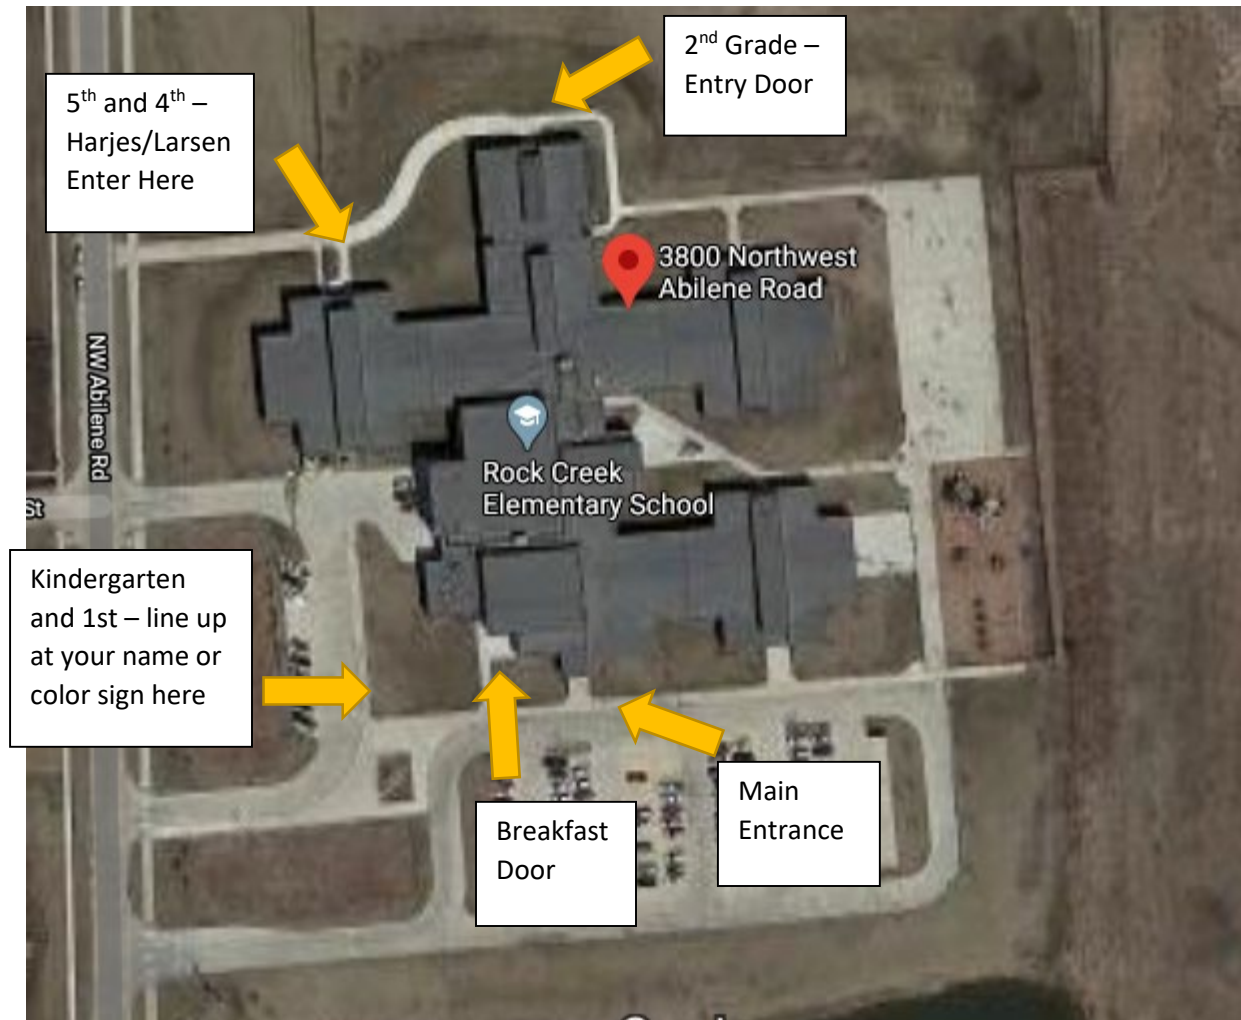 2nd Grade –
Entry Door
5th and 4th –
Harjes/Larsen
Enter Here
3800 Northwest
Abilene Road
NW Abilene Rd
Rock Creek
Elementary School
St
Kindergarten
and 1st – line up
at your name or
color sign here
Main
Entrance
Breakfast
Door